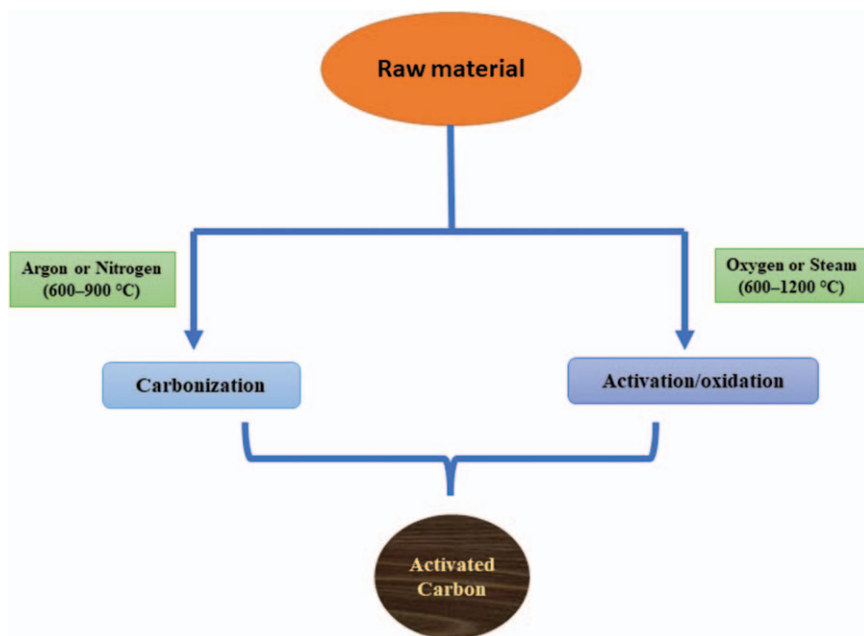 Raw material
Argon or Nitrogen
(600–900 °C)
Oxygen or Steam
(600–1200 °C)
Carbonization
Activation/oxidation
Activated
Carbon